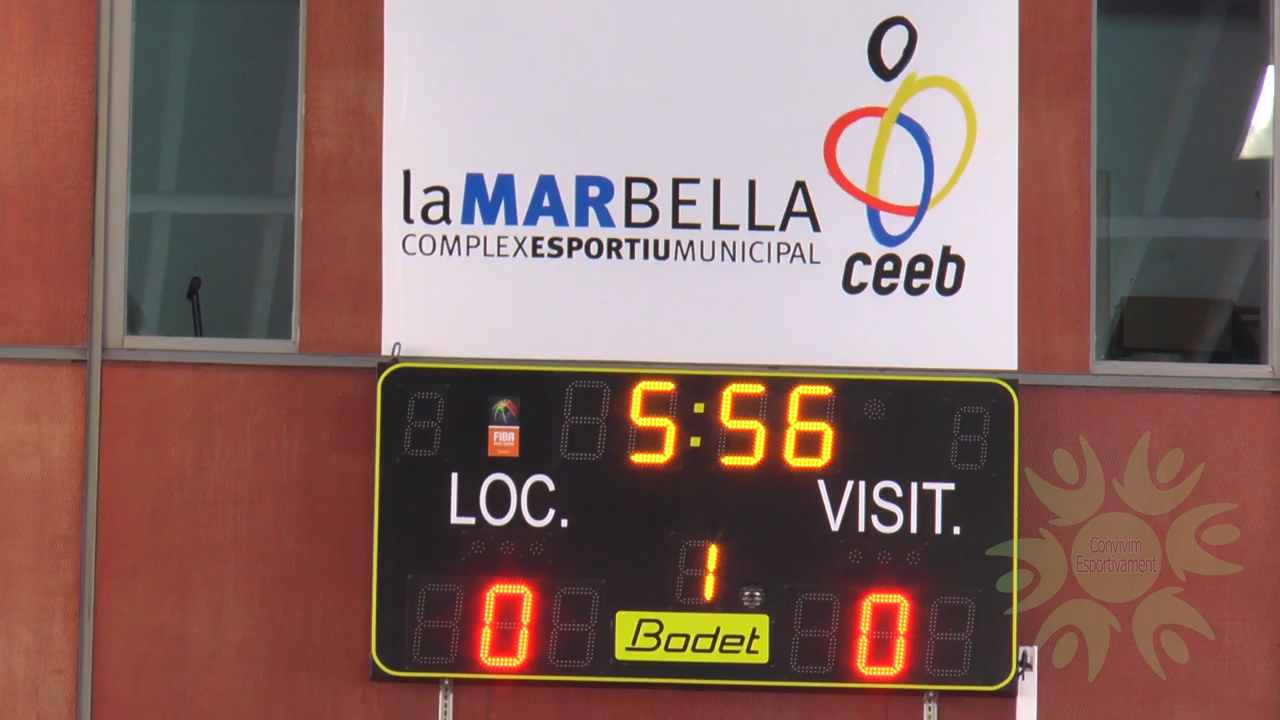 laMARBELLA
COMPLEXESPORTIUMUNICIPAL
ceeb
5:56
FIBA
LOC.
VISIT.
1
0
0
Bodet
Convivim
Esportivament